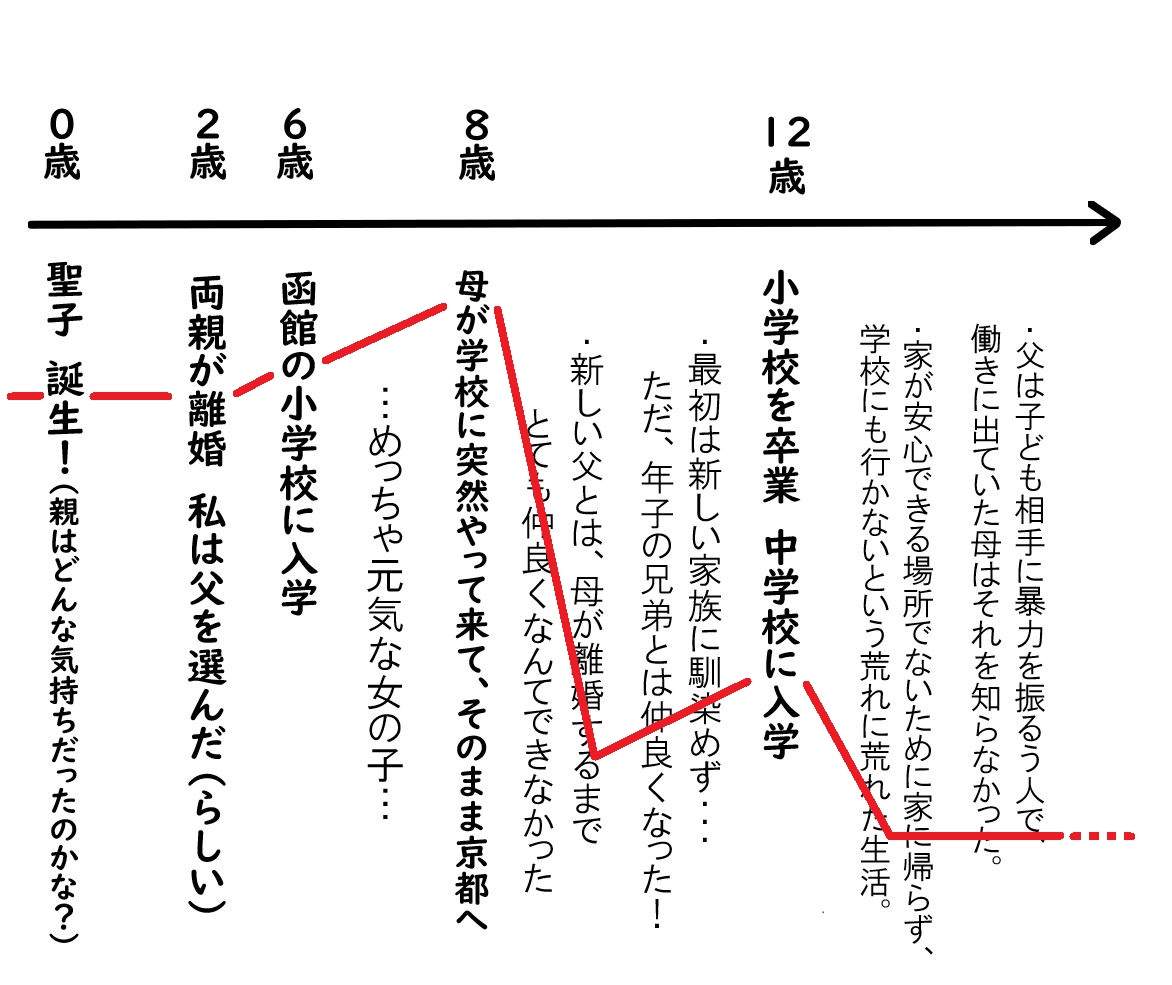 0歳
聖子 誕生！（親はどんな気持ちだったのかな？）
2歳
両親が離婚 私は父を選んだ（らしい）
6歳
函館の小学校に入学
…めっちゃ元気な女の子…
8歳
母が学校に突然やって来て、そのまま京都へ
・新しい父とは、母が離婚するまで
とても仲良くなんてできなかった
・最初は新しい家族に馴染めず・・・
ただ、年子の兄弟とは仲良くなった！
12歳
小学校を卒業 中学校に入学
・父は子ども相手に暴力を振るう人で、
働きに出ていた母はそれを知らなかった。
・家が安心できる場所でないために家に帰らず、
学校にも行かないという荒れに荒れた生活。